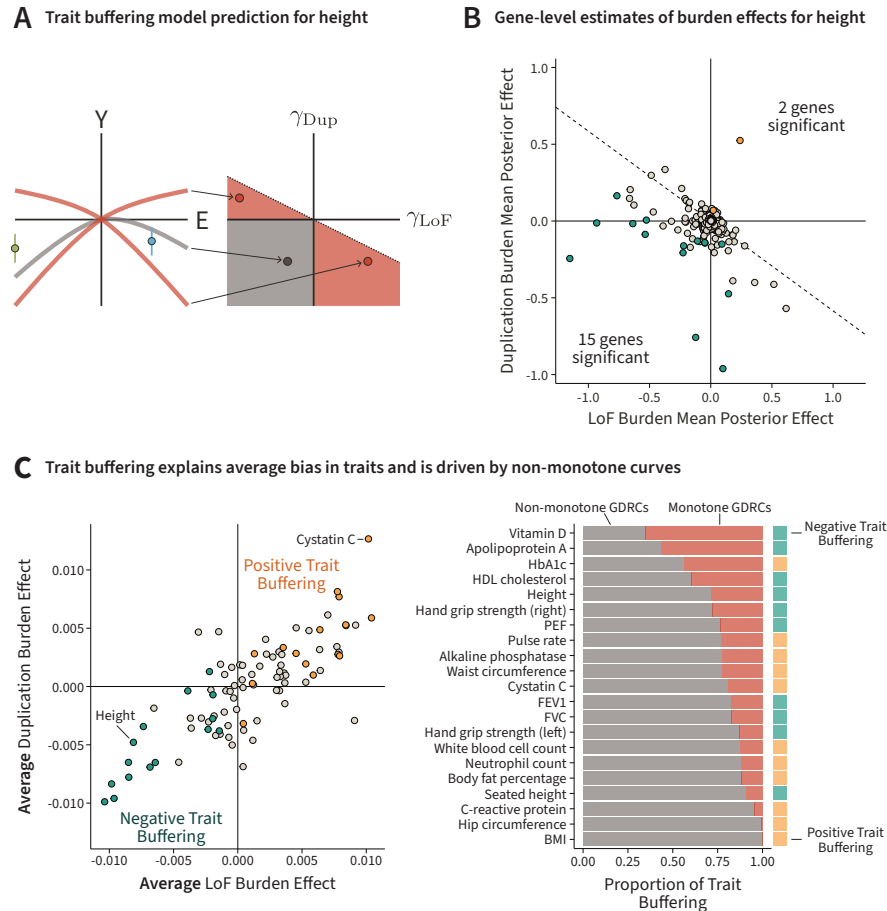 A Trait buffering model prediction for height
Y
E
γDup
γLoF
B Gene-level estimates of burden effects for height
Duplication Burden Mean Posterior Effect
1.0
0.5
0.0
-0.5
-1.0
2 genes
significant
15 genes
significant
-1.0 -0.5 0.0 0.5 1.0
LoF Burden Mean Posterior Effect
C Trait buffering explains average bias in traits and is driven by non-monotone curves
Average Duplication Burden Effect
0.010
0.005
0.000
-0.005
-0.010
Cystatin C
Positive Trait
Buffering
Height
Negative Trait
Buffering
-0.010 -0.005 0.000 0.005 0.010
Average LoF Burden Effect
Non-monotone GDRCs Monotone GDRCs
Vitamin D
Apolipoprotein A
HbA1c
HDL cholesterol
Height
Hand grip strength (right)
PEF
Pulse rate
Alkaline phosphatase
Waist circumference
Cystatin C
FEV1
FVC
Hand grip strength (left)
White blood cell count
Neutrophil count
Body fat percentage
Seated height
C-reactive protein
Hip circumference
BMI
Negative Trait
Buffering
Positive Trait
Buffering
0.00 0.25 0.50 0.75 1.00
Proportion of Trait
Buffering